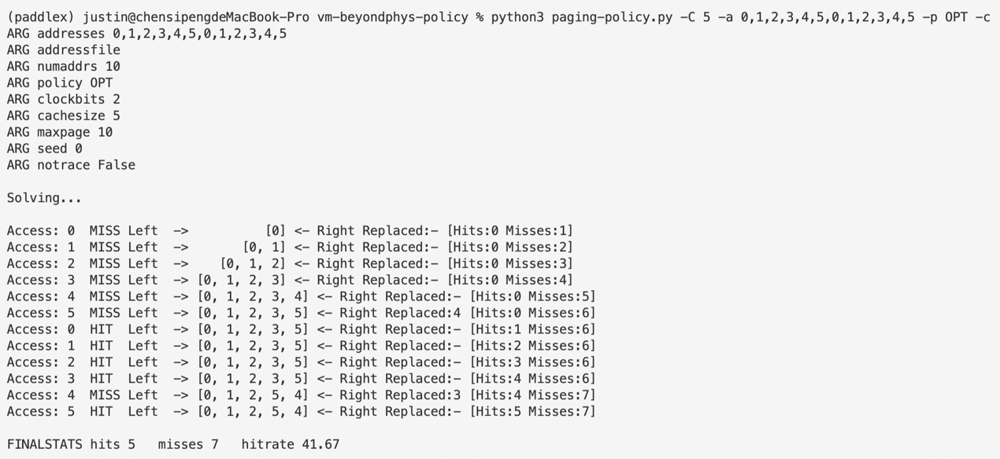 (paddlex) justin@chensipengdeMacBook-Pro vm-beyondphys-policy % python3 paging-policy.py -C 5 -a 0,1,2,3,4,5,0,1,2,3,4,5 -p OPT -c
ARG addresses 0,1,2,3,4,5,0,1,2,3,4,5
ARG addressfile
ARG numaddrs 10
ARG policy OPT
ARG clockbits 2
ARG cachesize 5
ARG maxpage 10
ARG seed 0
ARG notrace False

Solving...

Access: 0  MISS Left  ->          [0] <- Right Replaced:- [Hits:0 Misses:1]
Access: 1  MISS Left  ->       [0, 1] <- Right Replaced:- [Hits:0 Misses:2]
Access: 2  MISS Left  ->    [0, 1, 2] <- Right Replaced:- [Hits:0 Misses:3]
Access: 3  MISS Left  -> [0, 1, 2, 3] <- Right Replaced:- [Hits:0 Misses:4]
Access: 4  MISS Left  -> [0, 1, 2, 3, 4] <- Right Replaced:- [Hits:0 Misses:5]
Access: 5  MISS Left  -> [0, 1, 2, 3, 5] <- Right Replaced:4 [Hits:0 Misses:6]
Access: 0  HIT  Left  -> [0, 1, 2, 3, 5] <- Right Replaced:- [Hits:1 Misses:6]
Access: 1  HIT  Left  -> [0, 1, 2, 3, 5] <- Right Replaced:- [Hits:2 Misses:6]
Access: 2  HIT  Left  -> [0, 1, 2, 3, 5] <- Right Replaced:- [Hits:3 Misses:6]
Access: 3  HIT  Left  -> [0, 1, 2, 3, 5] <- Right Replaced:- [Hits:4 Misses:6]
Access: 4  MISS Left  -> [0, 1, 2, 5, 4] <- Right Replaced:3 [Hits:4 Misses:7]
Access: 5  HIT  Left  -> [0, 1, 2, 5, 4] <- Right Replaced:- [Hits:5 Misses:7]

FINALSTATS hits 5   misses 7   hitrate 41.67